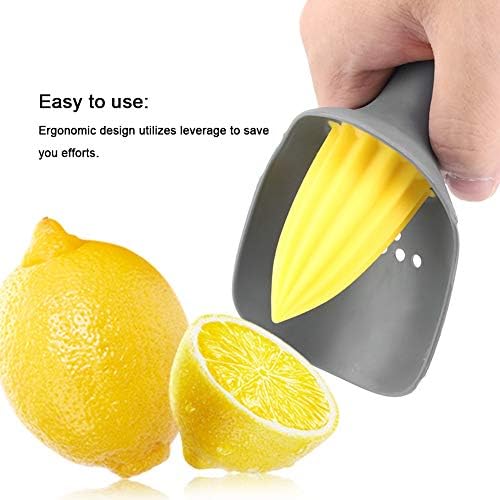 Easy to use:
Ergonomic design utilizes leverage to save
you efforts.